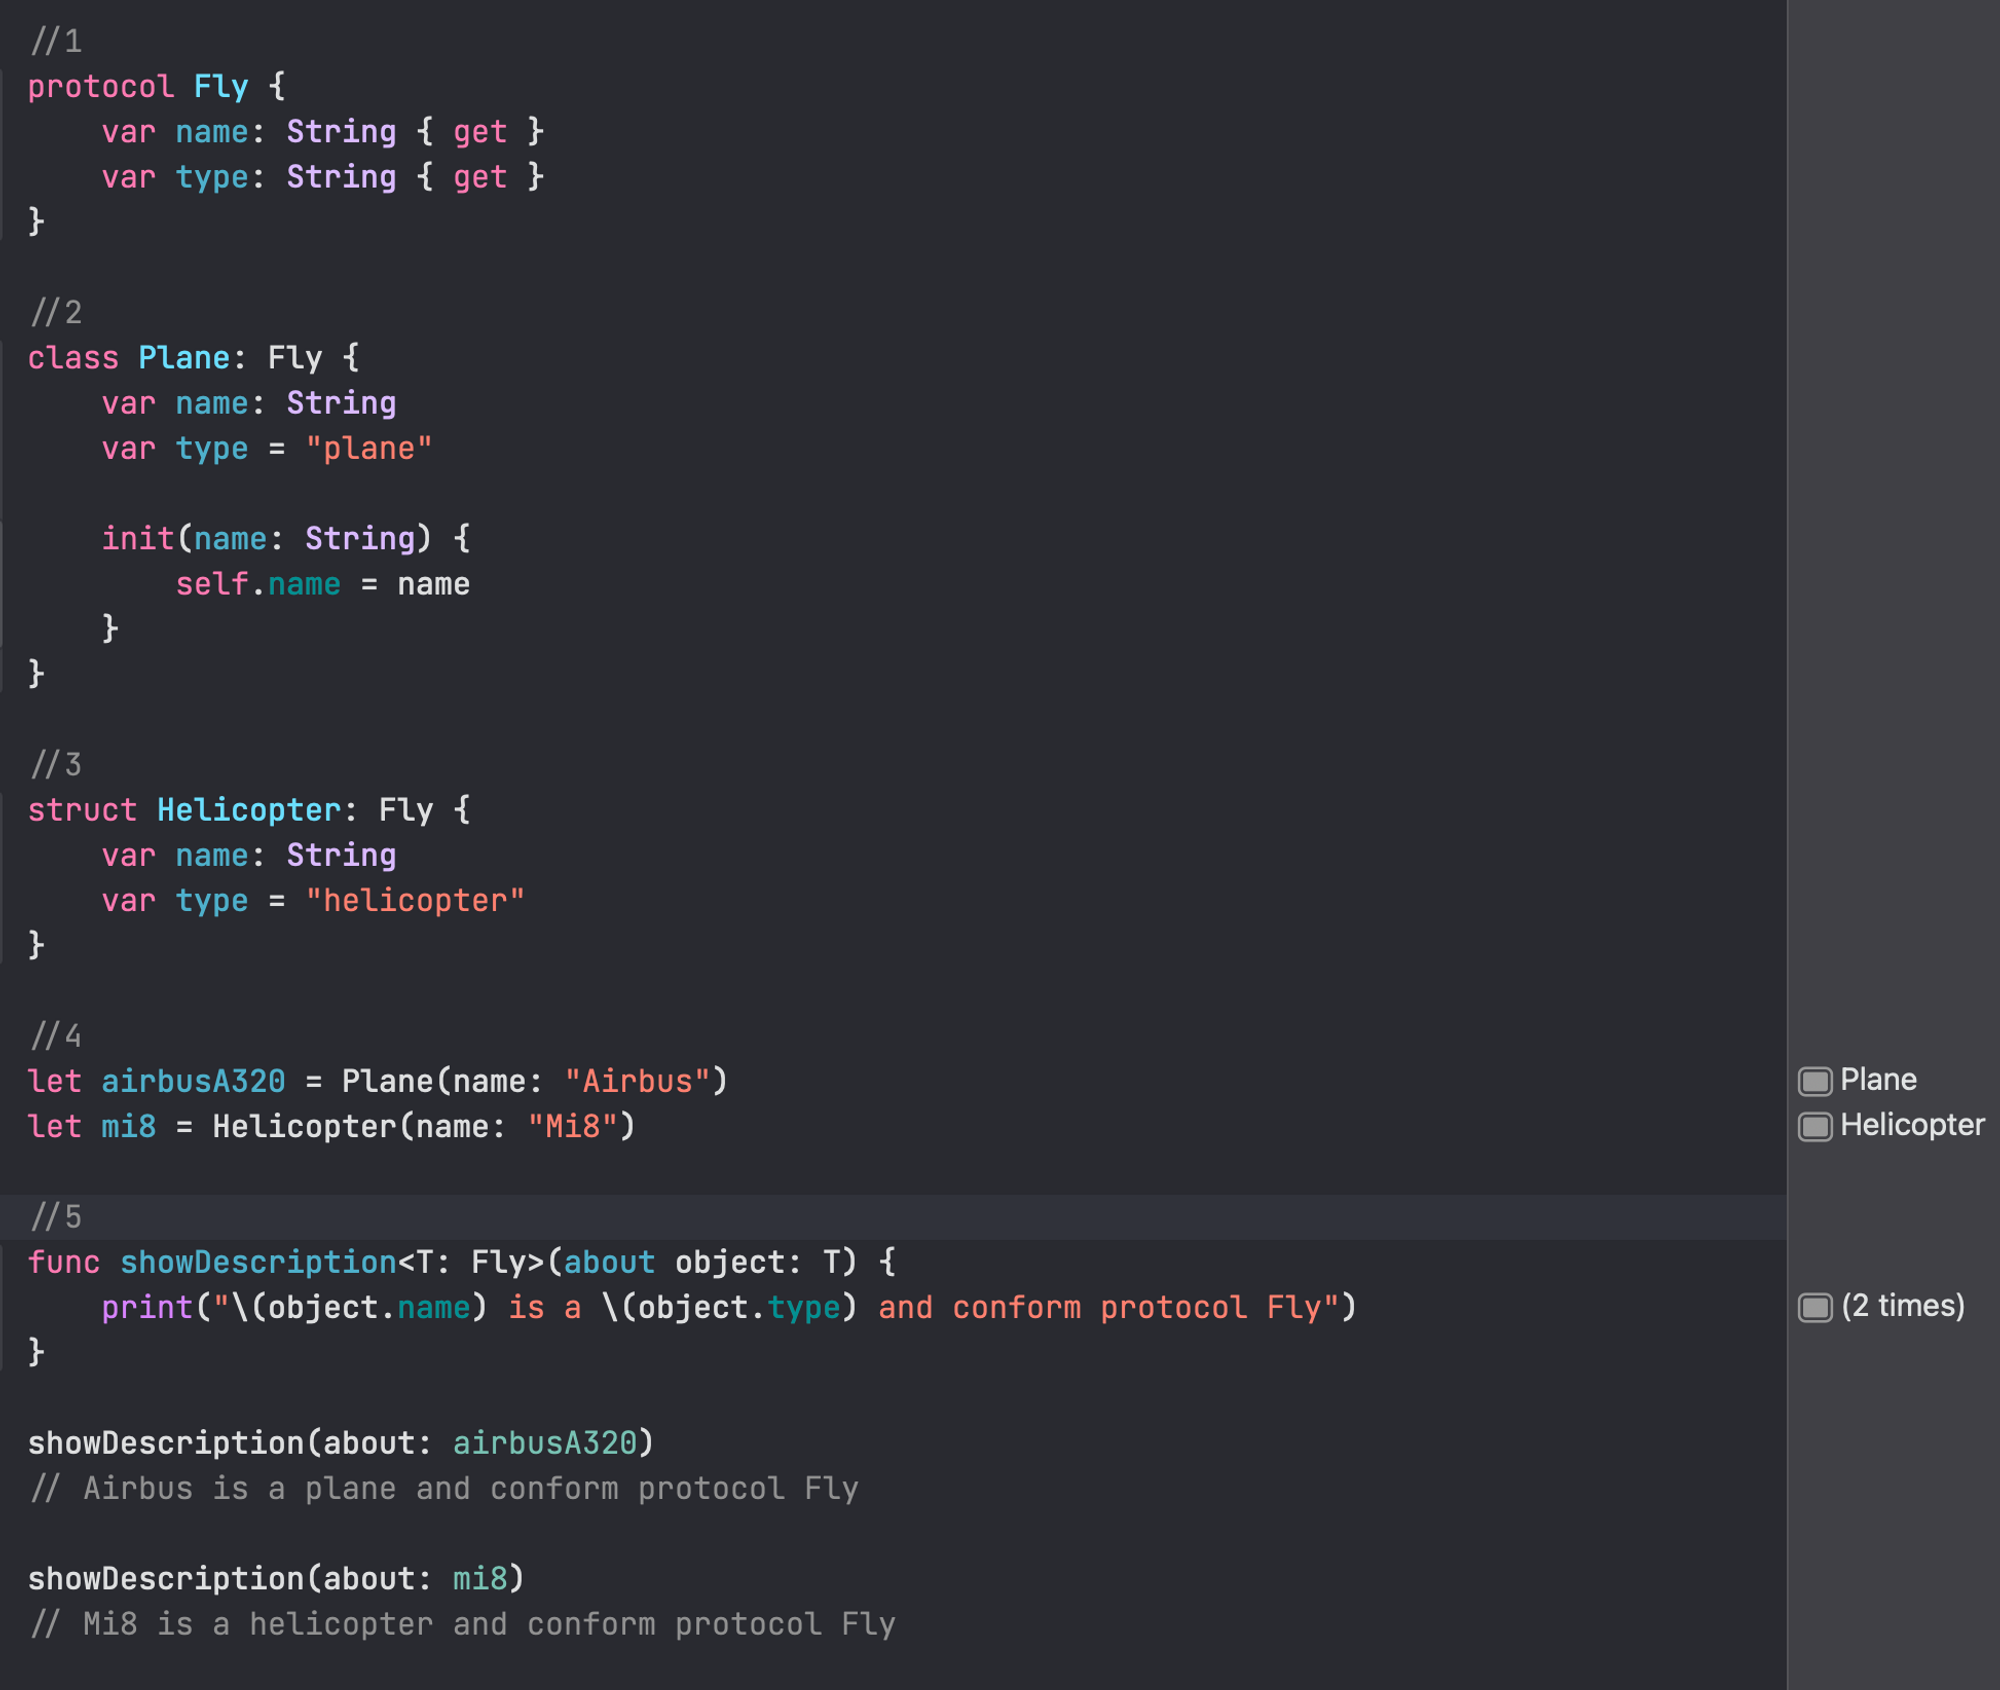 //1
protocol Fly {
    var name: String { get }
    var type: String { get }
}

//2
class Plane: Fly {
    var name: String
    var type = "plane"

    init(name: String) {
        self.name = name
    }
}

//3
struct Helicopter: Fly {
    var name: String
    var type = "helicopter"
}

//4
let airbusA320 = Plane(name: "Airbus")
Plane
let mi8 = Helicopter(name: "Mi8")
Helicopter

//5
func showDescription<T: Fly>(about object: T) {
    print("\(object.name) is a \(object.type) and conform protocol Fly")
(2 times)
}

showDescription(about: airbusA320)
// Airbus is a plane and conform protocol Fly

showDescription(about: mi8)
// Mi8 is a helicopter and conform protocol Fly